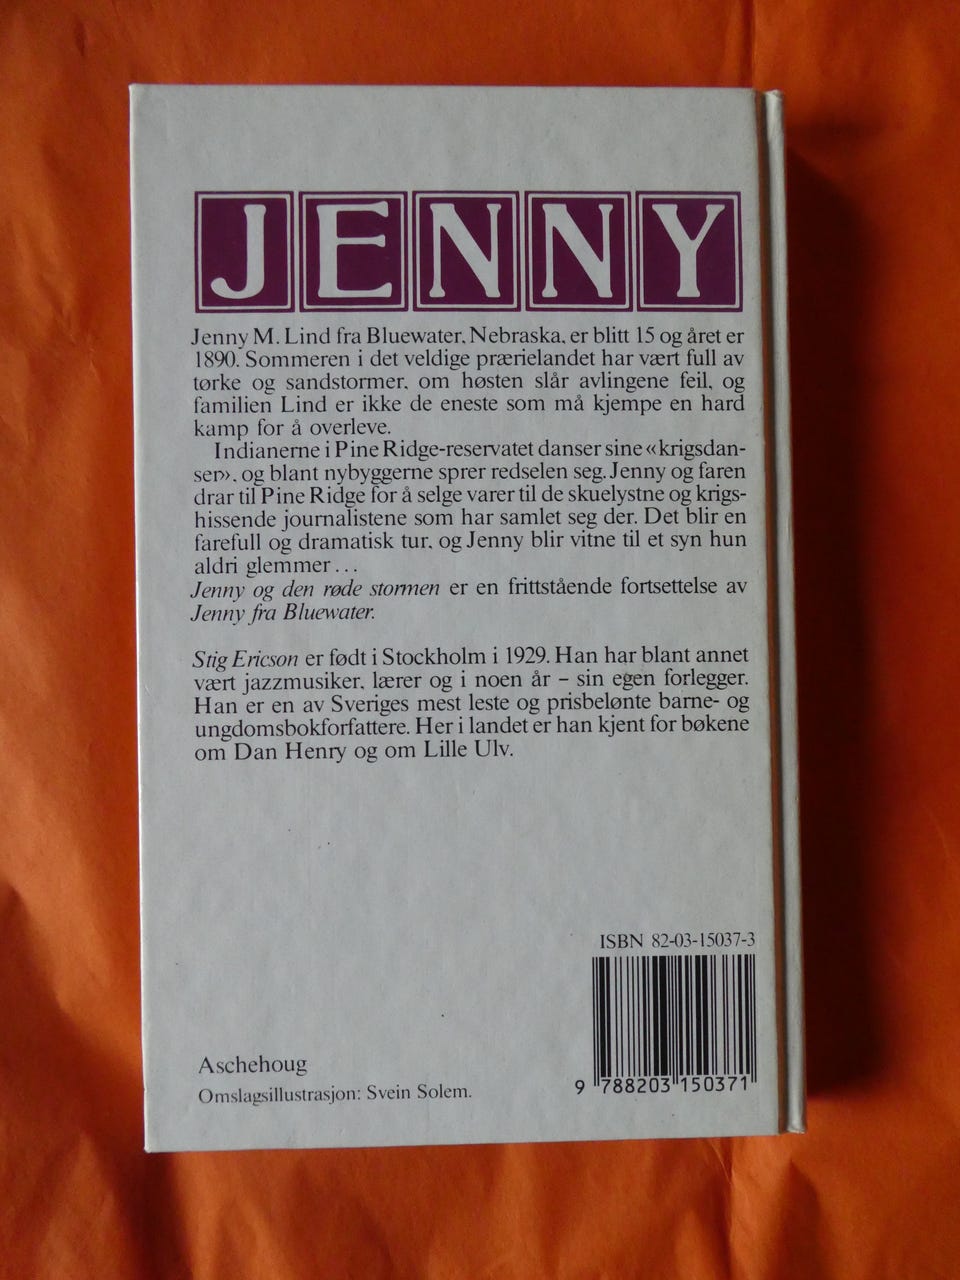 JENNY
Jenny M. Lind fra Bluewater, Nebraska, er blitt 15 og året er
1890. Sommeren i det veldige prærielandet har vært full av
tørke og sandstormer, om høsten slår avlingene feil, og
familien Lind er ikke de eneste som må kjempe en hard
kamp for å overleve.
Indianerne i Pine Ridge-reservatet danser sine «krigsdan-
ser», og blant nybyggerne sprer redselen seg. Jenny og faren
drar til Pine Ridge for å selge varer til de skuelystne og krigs-
hissende journalistene som har samlet seg der. Det blir en
farefull og dramatisk tur, og Jenny blir vitne til et syn hun
aldri glemmer ...
Jenny og den røde stormen er en frittstående fortsettelse av
Jenny fra Bluewater.
Stig Ericson er født i Stockholm i 1929. Han har blant annet
vært jazzmusiker, lærer og i noen år – sin egen forlegger.
Han er en av Sveriges mest leste og prisbelønte barne- og
ungdomsbokforfattere. Her i landet er han kjent for bøkene
om Dan Henry og om Lille Ulv.
ISBN 82-03-15037-3
9 788203 150371
Aschehoug
Omslagsillustrasjon: Svein Solem.